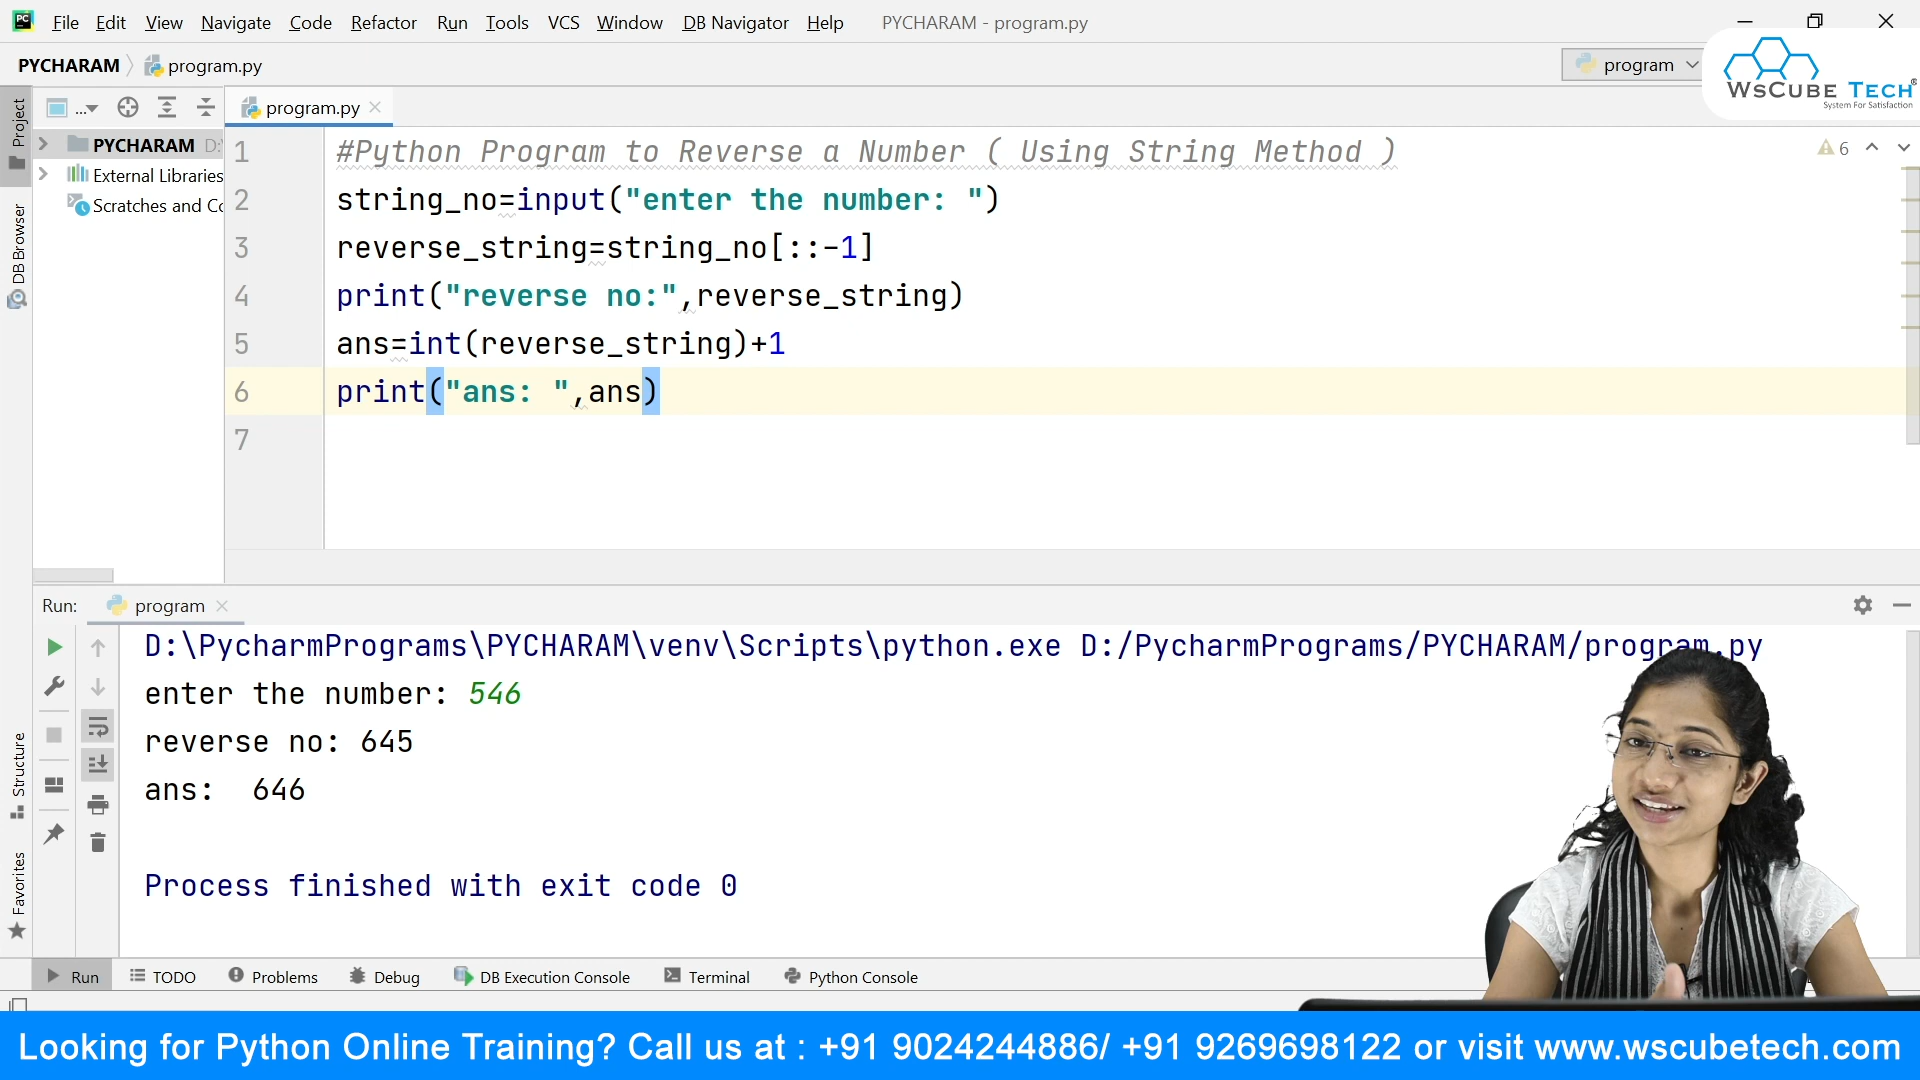 File Edit View Navigate Code Refactor Run Tools VCS Window DB Navigator Help PYCHARAM - program.py
PYCHARAM program.py program
WsCube Tech®
System For Satisfaction
... program.py
Project
PYCHARAM D:
External Libraries
Scratches and Co
DB Browser
1 #Python Program to Reverse a Number ( Using String Method )
6
2 string_no=input("enter the number: ")
3 reverse_string=string_no[::-1]
4 print("reverse no:",reverse_string)
5 ans=int(reverse_string)+1
6 print("ans: ",ans)
7
Run: program
D:\PycharmPrograms\PYCHARAM\venv\Scripts\python.exe D:/PycharmPrograms/PYCHARAM/program.py
enter the number: 546
reverse no: 645
ans:  646
Process finished with exit code 0
Structure
Favorites
Run TODO Problems Debug DB Execution Console Terminal Python Console
Looking for Python Online Training? Call us at : +91 9024244886/ +91 9269698122 or visit www.wscubetech.com